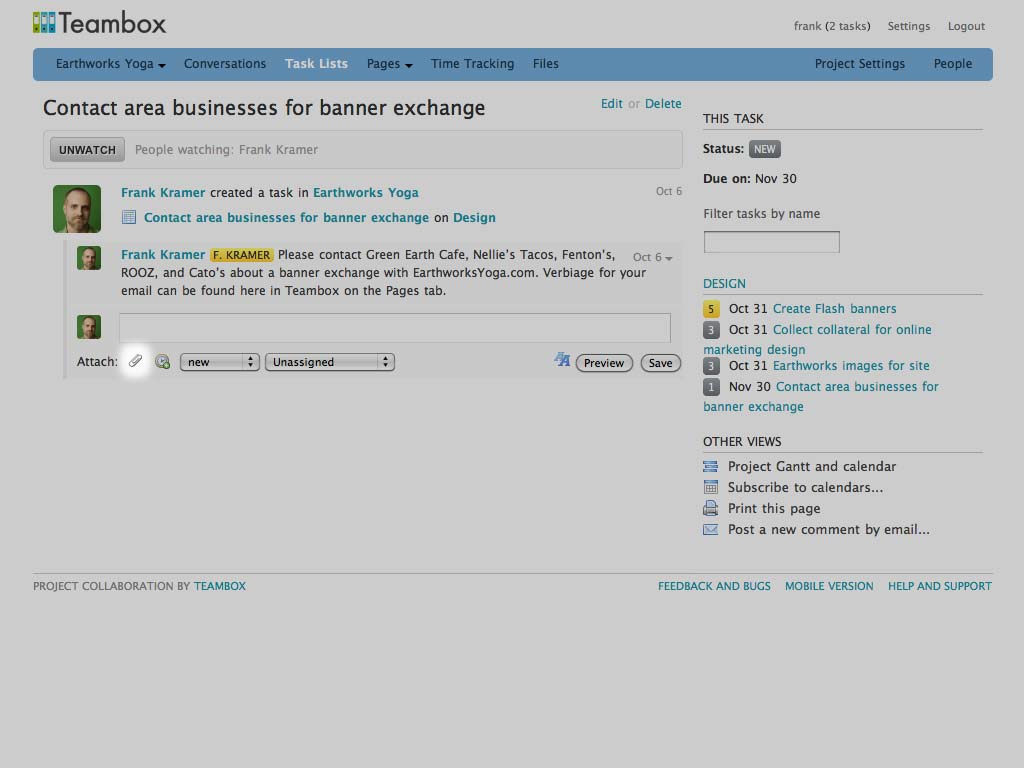 Teambox
frank (2 tasks) Settings Logout
Earthworks Yoga Conversations Task Lists Pages Time Tracking Files Project Settings People
Contact area businesses for banner exchange
Edit or Delete
UNWATCH People watching: Frank Kramer
Frank Kramer created a task in Earthworks Yoga Oct 6
Contact area businesses for banner exchange on Design
Frank Kramer F. KRAMER Please contact Green Earth Cafe, Nellie's Tacos, Fenton's, Oct 6
ROOZ, and Cato's about a banner exchange with EarthworksYoga.com. Verbiage for your
email can be found here in Teambox on the Pages tab.
Attach: new Unassigned AA Preview Save
THIS TASK
Status: NEW
Due on: Nov 30
Filter tasks by name
DESIGN
5 Oct 31 Create Flash banners
3 Oct 31 Collect collateral for online
marketing design
3 Oct 31 Earthworks images for site
1 Nov 30 Contact area businesses for
banner exchange
OTHER VIEWS
Project Gantt and calendar
Subscribe to calendars...
Print this page
Post a new comment by email...
PROJECT COLLABORATION BY TEAMBOX
FEEDBACK AND BUGS MOBILE VERSION HELP AND SUPPORT